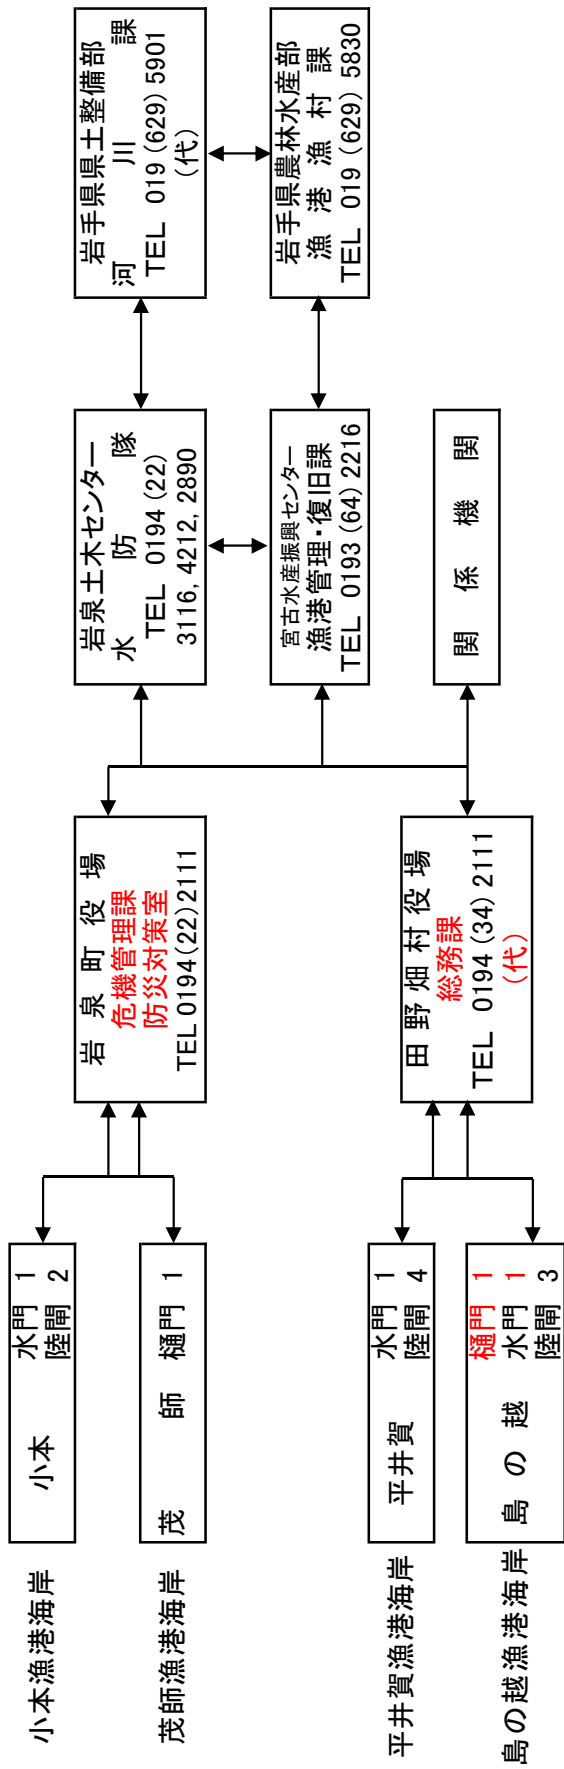 小本漁港海岸
小本
水門 1
陸閘 2
茂師漁港海岸
茂 師 樋門 1
平井賀漁港海岸
平井賀
水門 1
陸閘 4
島の越漁港海岸
島の越
樋門 1
水門 1
陸閘 3
岩泉町役場
危機管理課
防災対策室
TEL 0194(22)2111
田野畑村役場
総務課
TEL 0194(34)2111
(代)
岩泉土木センター
水防隊
TEL 0194(22)
3116,4212,2890
宮古水産振興センター
漁港管理・復旧課
TEL 0193(64)2216
関係機関
岩手県県土整備部
河川課
TEL 019(629)5901
(代)
岩手県農林水産部
漁港漁村課
TEL 019(629)5830